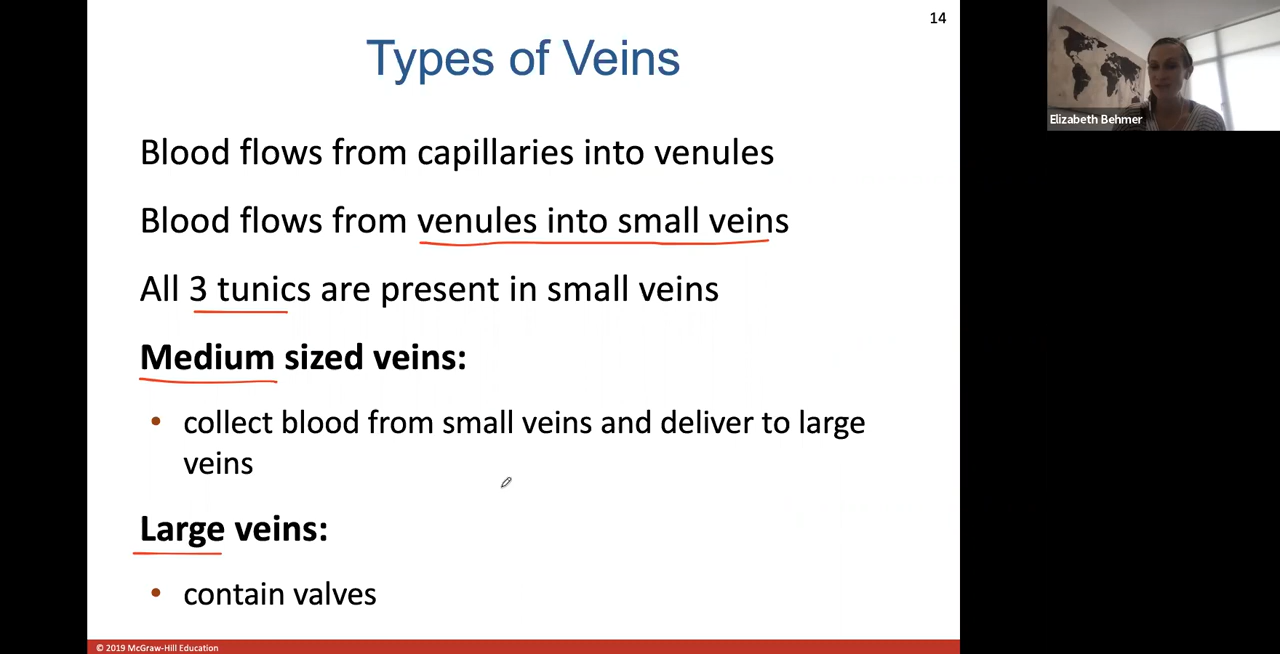 14
Types of Veins
Elizabeth Behmer
Blood flows from capillaries into venules
Blood flows from venules into small veins
All 3 tunics are present in small veins
Medium sized veins:
• collect blood from small veins and deliver to large
veins
Large veins:
• contain valves
© 2019 McGraw-Hill Education